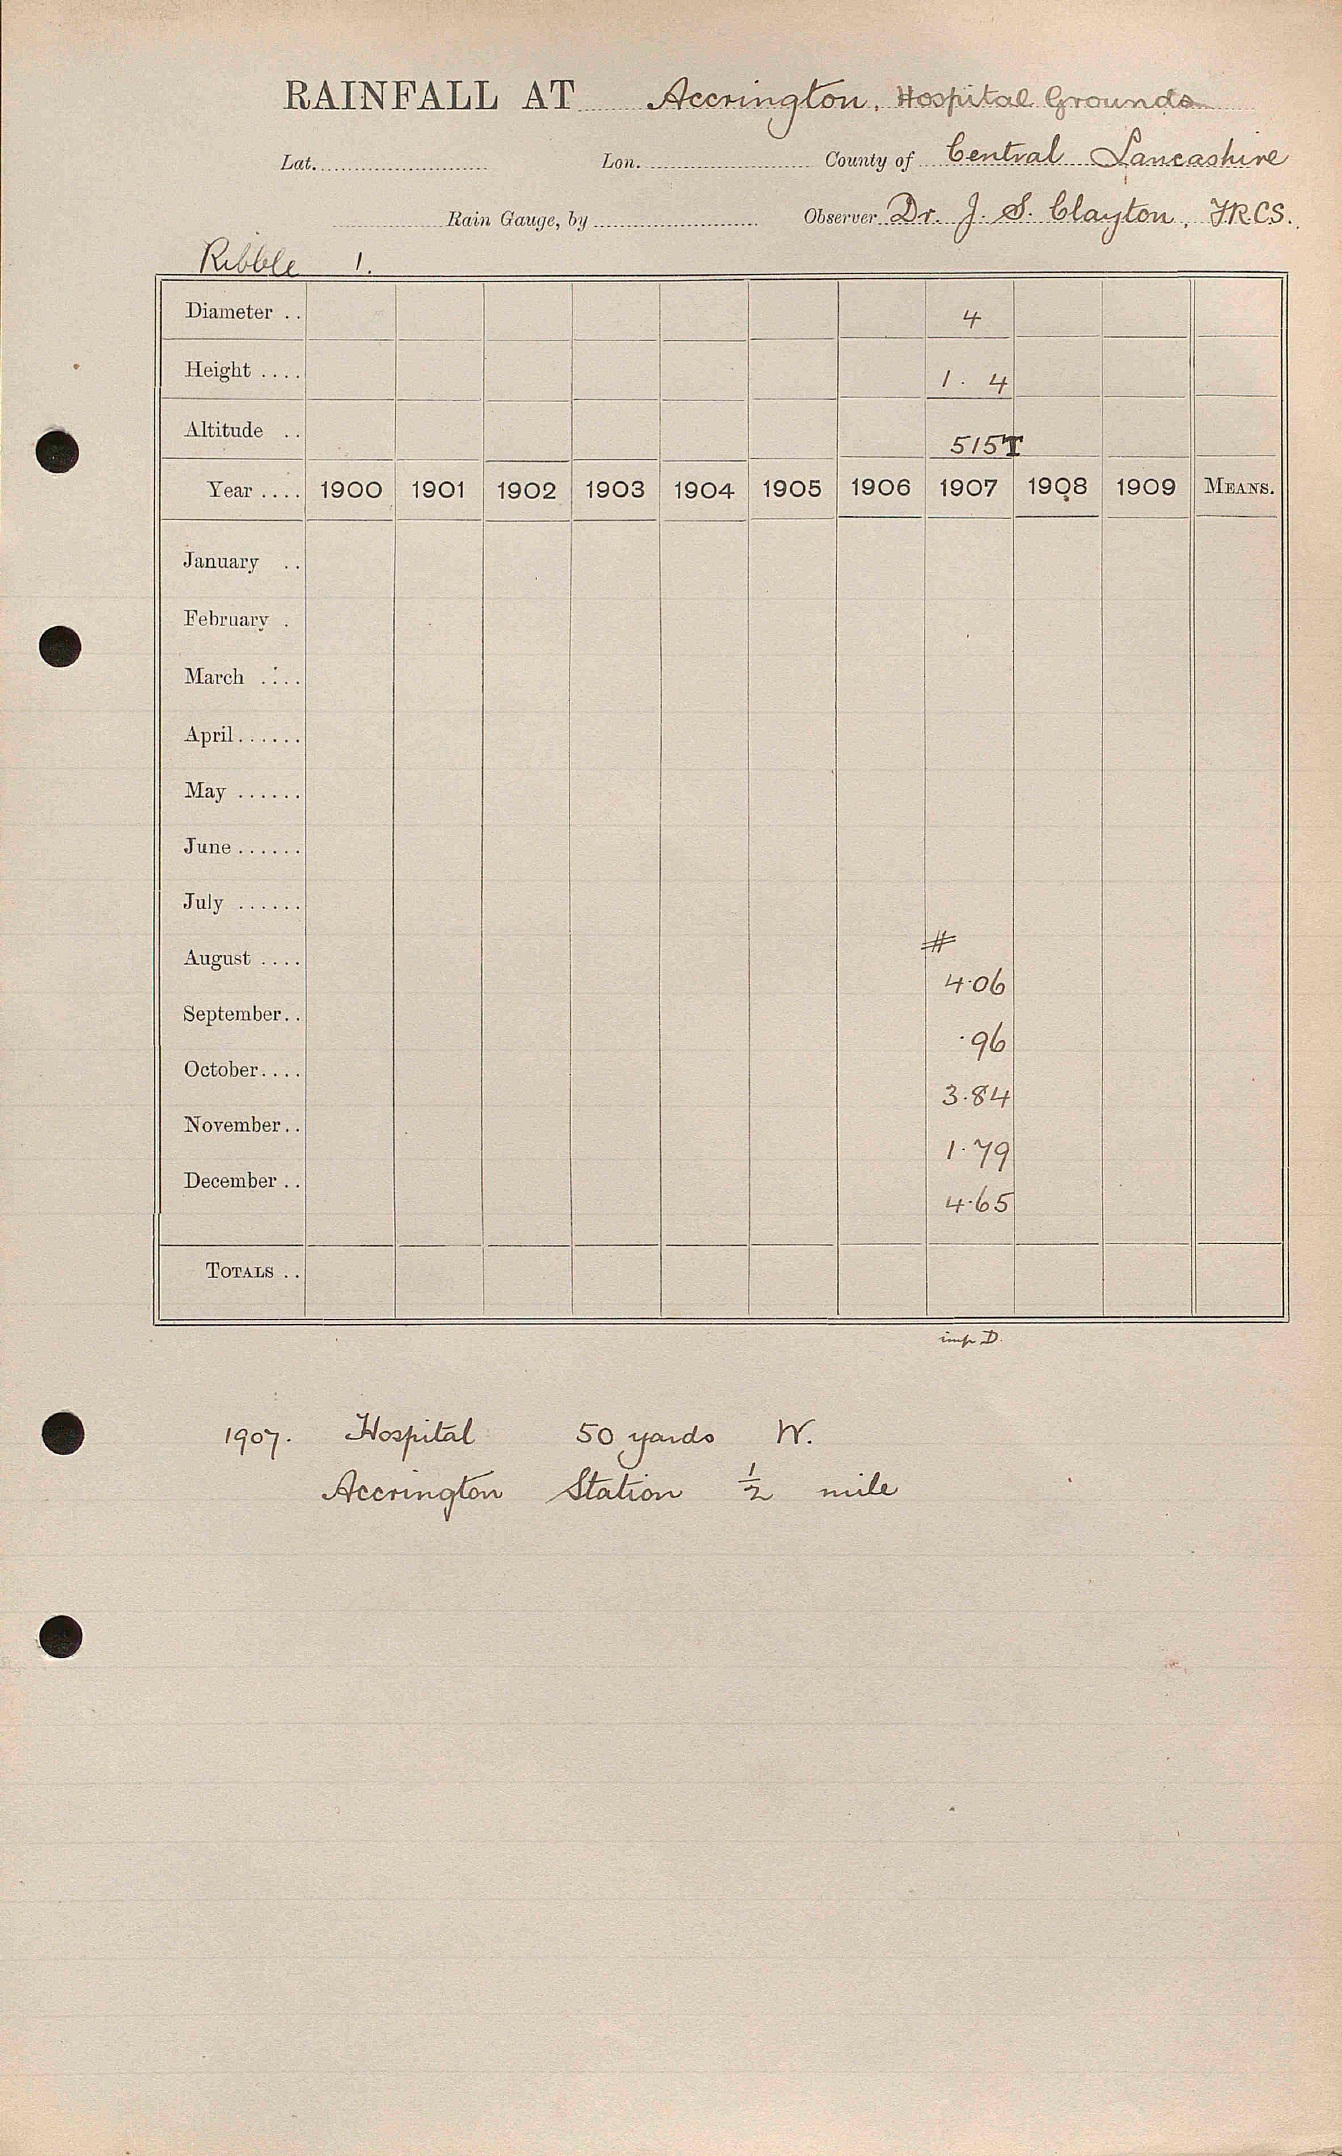 RAINFALL AT Accrington, Hospital Grounds
Lat. Lon. County of Central Lancashire
Rain Gauge, by Observer Dr. J. S. Clayton, F.R.C.S.
Ribble 1.
Diameter .. 4
Height .... 1. 4
Altitude .. 515T
Year .... 1900 1901 1902 1903 1904 1905 1906 1907 1908 1909 MEANS.
January ..
February .
March ....
April......
May ......
June ......
July ......
#
August .... 4.06
September.. .96
October.... 3.84
November.. 1.79
December .. 4.65
TOTALS ..
imp D.
1907. Hospital 50 yards W.
Accrington Station ½ mile